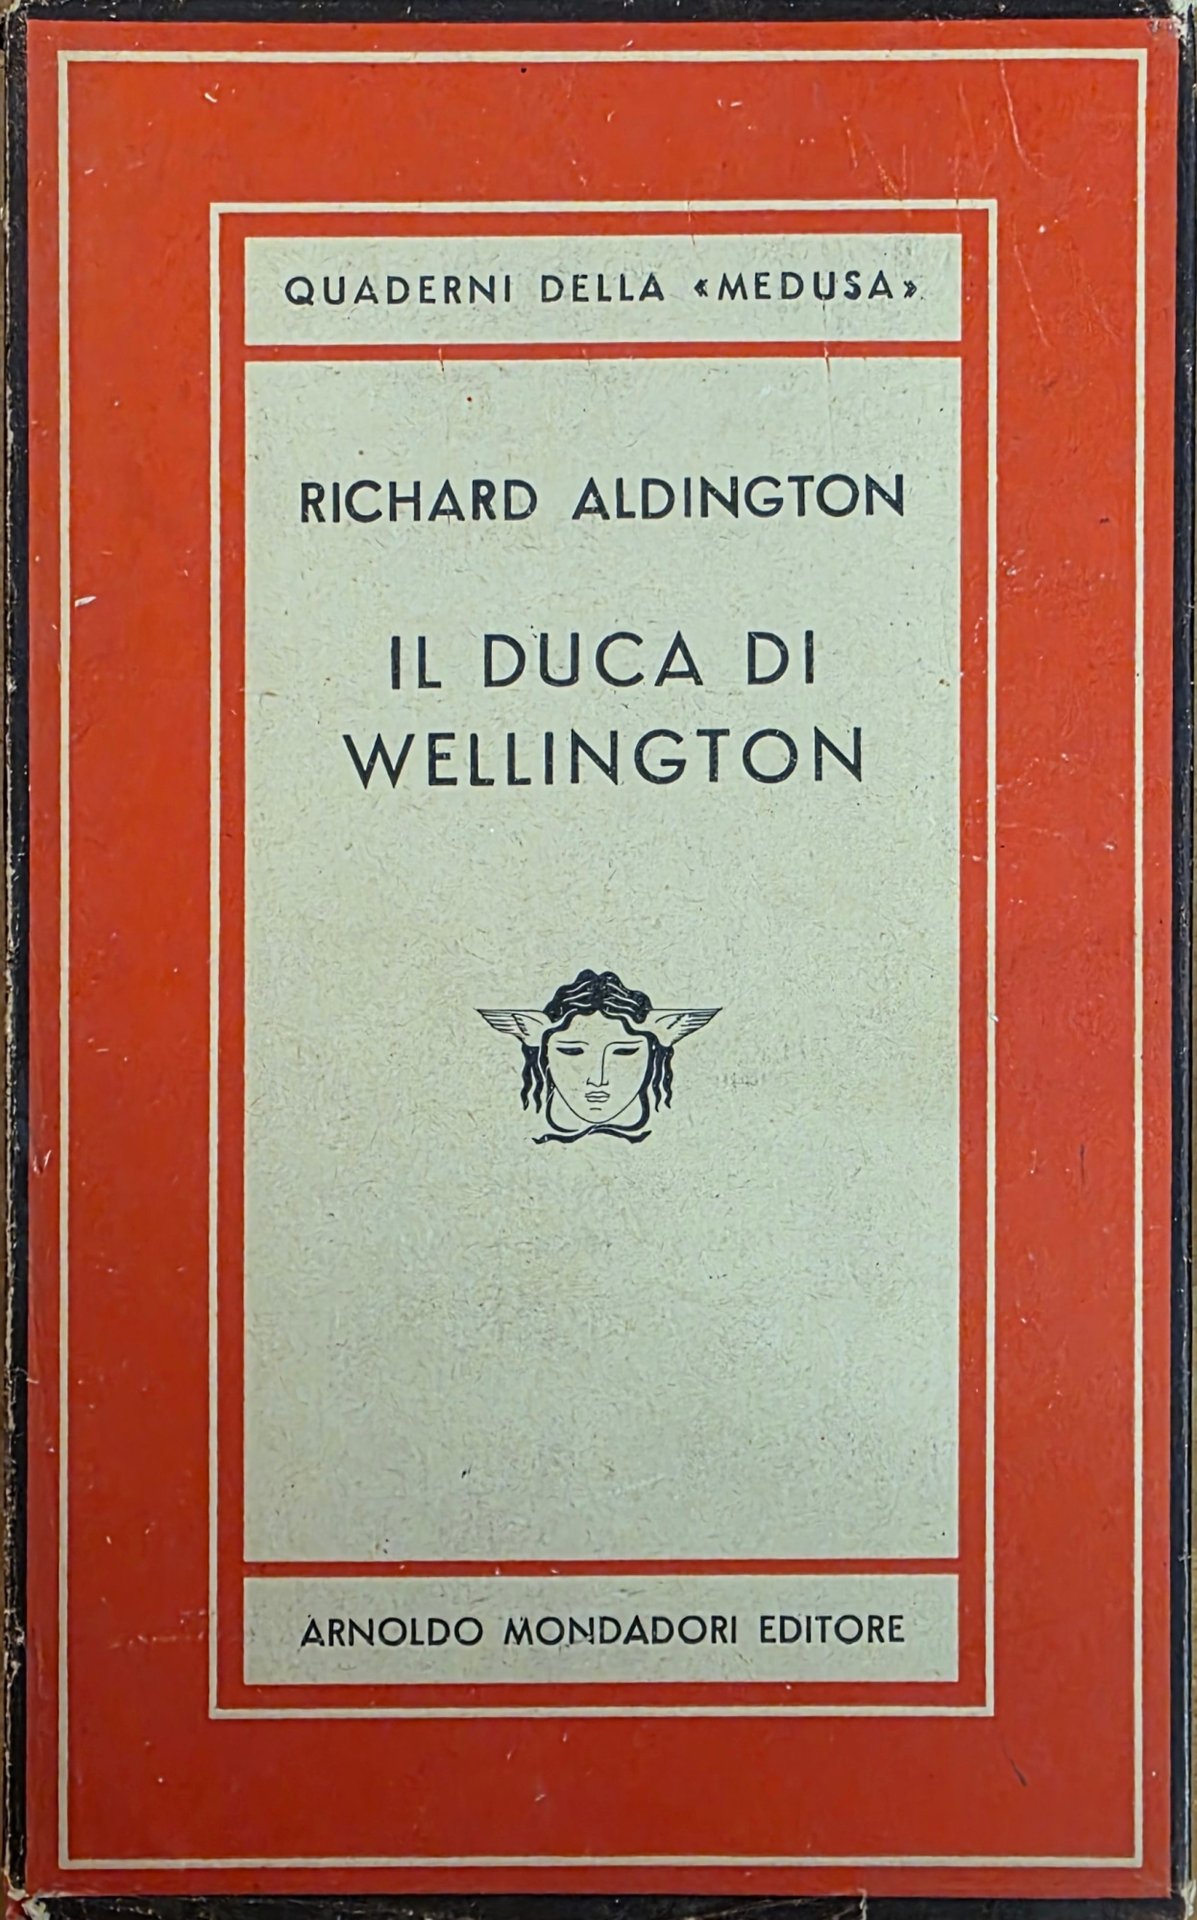 QUADERNI DELLA «MEDUSA»
RICHARD ALDINGTON
IL DUCA DI
WELLINGTON
ARNOLDO MONDADORI EDITORE